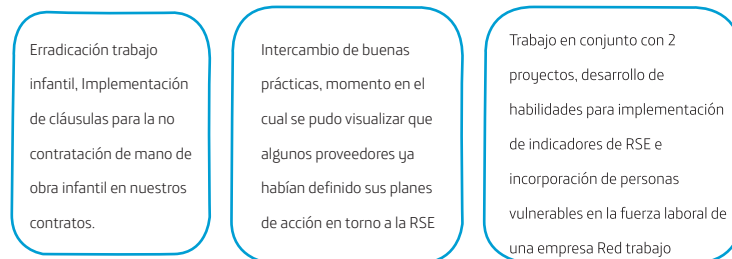 Erradicación trabajo
infantil, Implementación
de cláusulas para la no
contratación de mano de
obra infantil en nuestros
contratos.
Intercambio de buenas
prácticas, momento en el
cual se pudo visualizar que
algunos proveedores ya
habían definido sus planes
de acción en torno a la RSE
Trabajo en conjunto con 2
proyectos, desarrollo de
habilidades para implementación
de indicadores de RSE e
incorporación de personas
vulnerables en la fuerza laboral de
una empresa Red trabajo